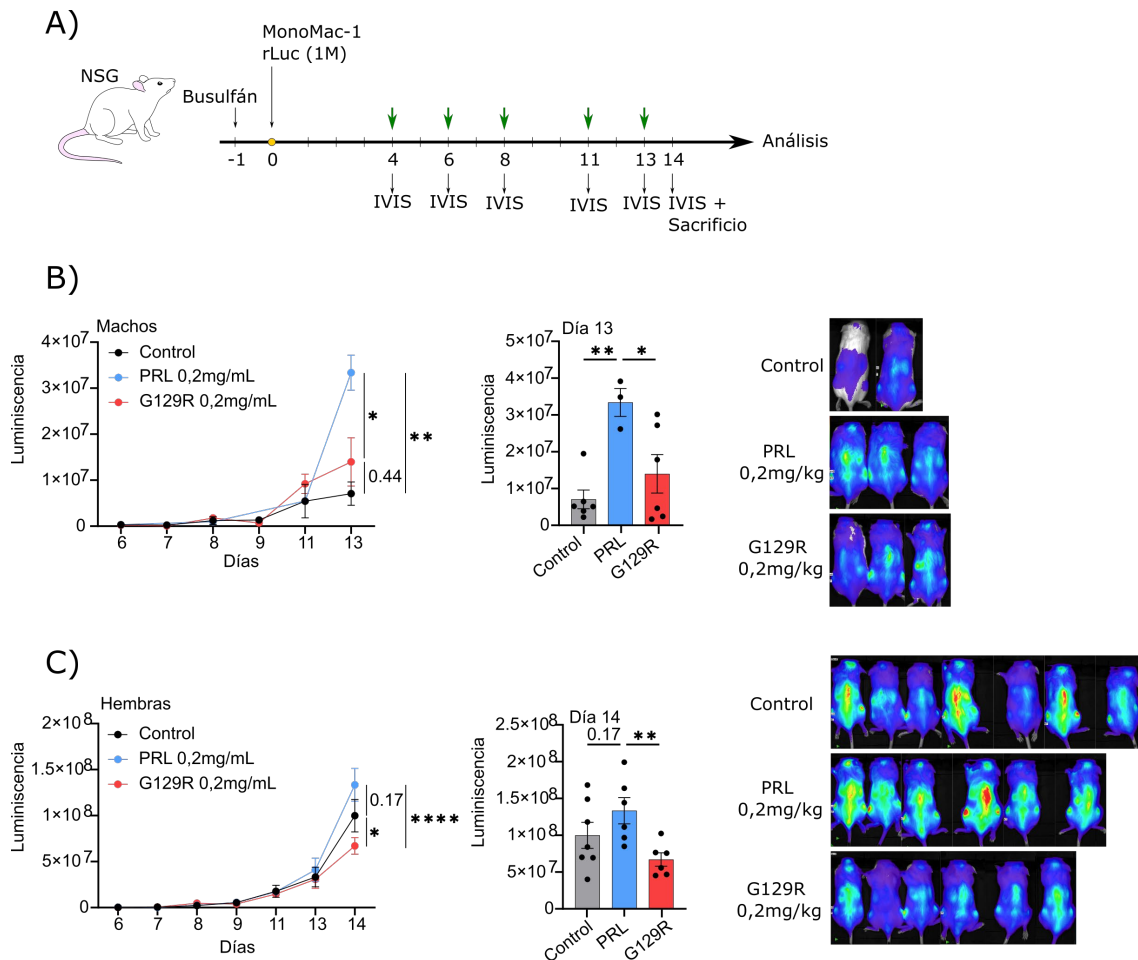 A)
MonoMac-1
rLuc (1M)
NSG
Busulfán
-1 0 4 6 8 11 13 14
Análisis
IVIS IVIS IVIS IVIS IVIS IVIS +
Sacrificio
B)
Machos
Control
PRL 0,2mg/mL
G129R 0,2mg/mL
Luminiscencia
4×10⁷
3×10⁷
2×10⁷
1×10⁷
0
6 7 8 9 11 13
Días
*
**
0.44
Día 13
** *
Luminiscencia
5×10⁷
4×10⁷
3×10⁷
2×10⁷
1×10⁷
0
Control PRL G129R
Control
PRL
0,2mg/kg
G129R
0,2mg/kg
C)
Hembras
Control
PRL 0,2mg/mL
G129R 0,2mg/mL
Luminiscencia
2×10⁸
1.5×10⁸
1×10⁸
5×10⁷
0
6 7 8 9 11 13 14
Días
0.17
*
****
Día 14
0.17 **
Luminiscencia
2.5×10⁸
2×10⁸
1.5×10⁸
1×10⁸
5×10⁷
0
Control PRL G129R
Control
PRL
0,2mg/kg
G129R
0,2mg/kg